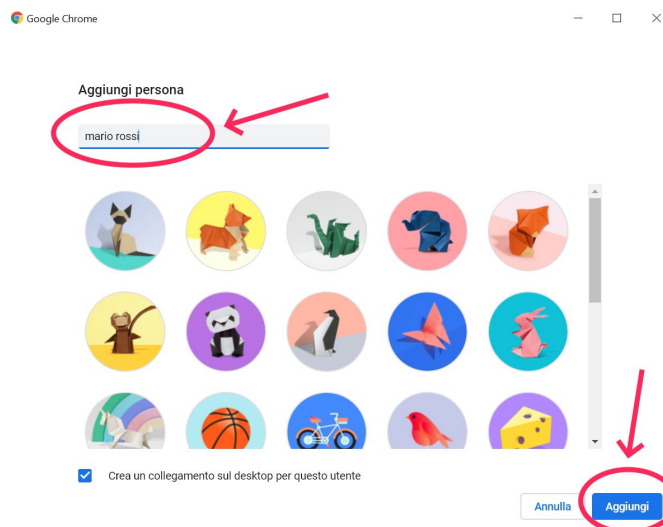 Google Chrome
Aggiungi persona
mario rossi
Crea un collegamento sul desktop per questo utente
Annulla
Aggiungi